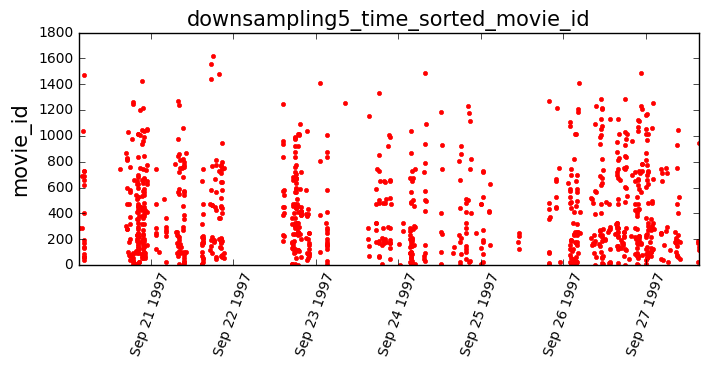 downsampling5_time_sorted_movie_id
1800
1600
1400
1200
1000
800
600
400
200
0
movie_id
Sep 21 1997
Sep 22 1997
Sep 23 1997
Sep 24 1997
Sep 25 1997
Sep 26 1997
Sep 27 1997